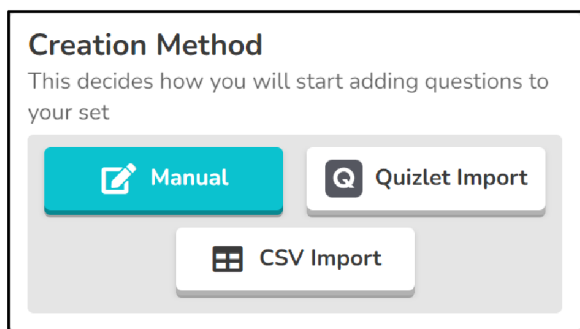 Creation Method
This decides how you will start adding questions to
your set
Manual
Q Quizlet Import
CSV Import